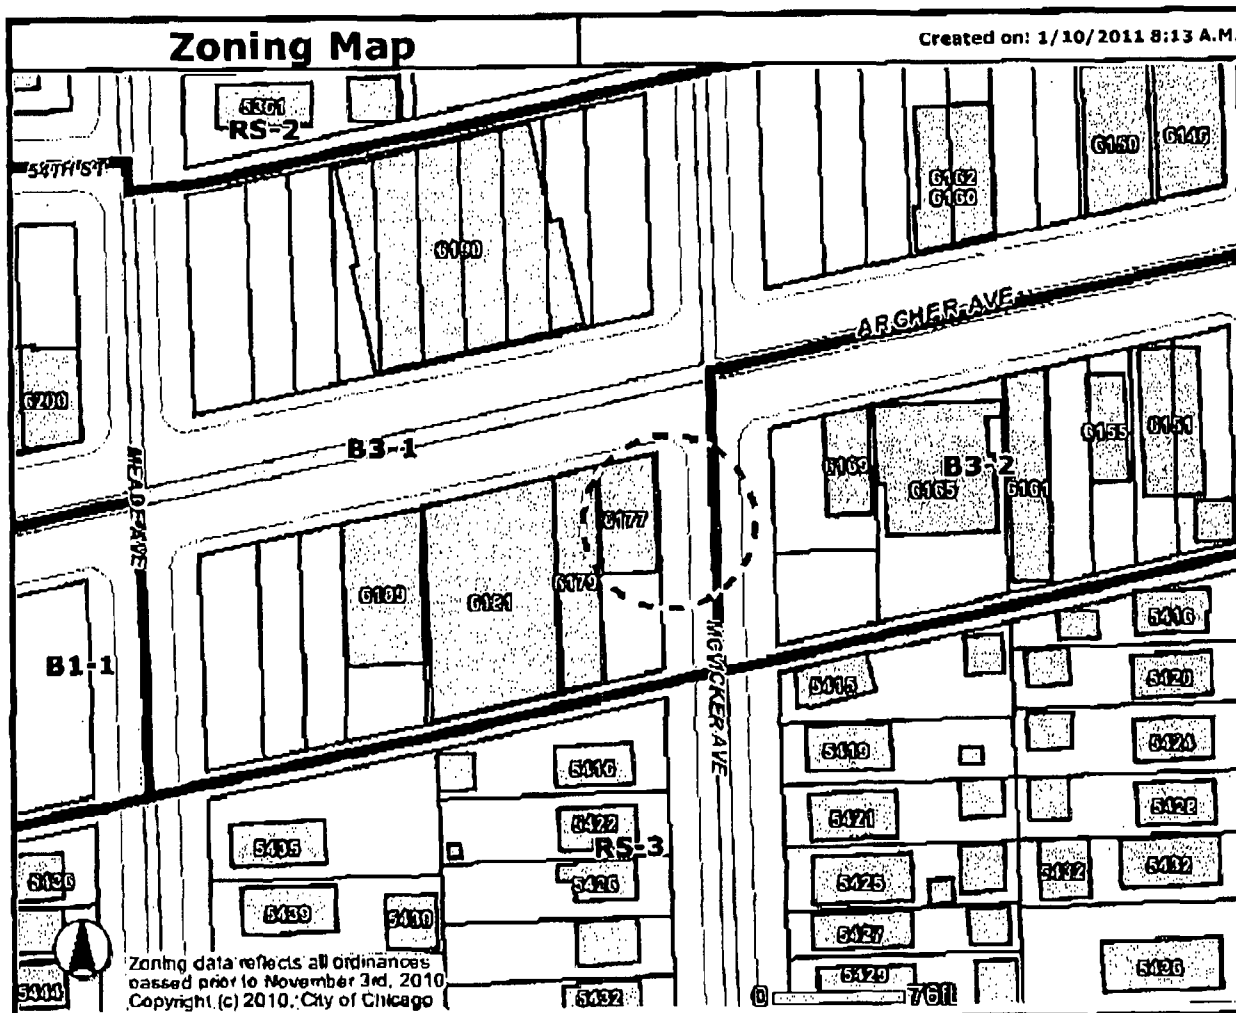 Zoning Map
Created on: 1/10/2011 8:13 A.M.
5361
RS-2
54TH ST
6162
6160
6150
6146
6190
ARCHER AVE
6200
B3-1
MEADE AVE
6177
6169
B3-2
6165
6161
6155
6151
6189
6181
6179
B1-1
MCVICKER AVE
5416
5415
5420
5416
5419
5424
5422
RS-3
5421
5428
5435
5426
5425
5432
5432
5436
5439
5430
5427
5429
5436
5444
5432
Zoning data reflects all ordinances
passed prior to November 3rd, 2010
Copyright (c) 2010, City of Chicago
0 76ft